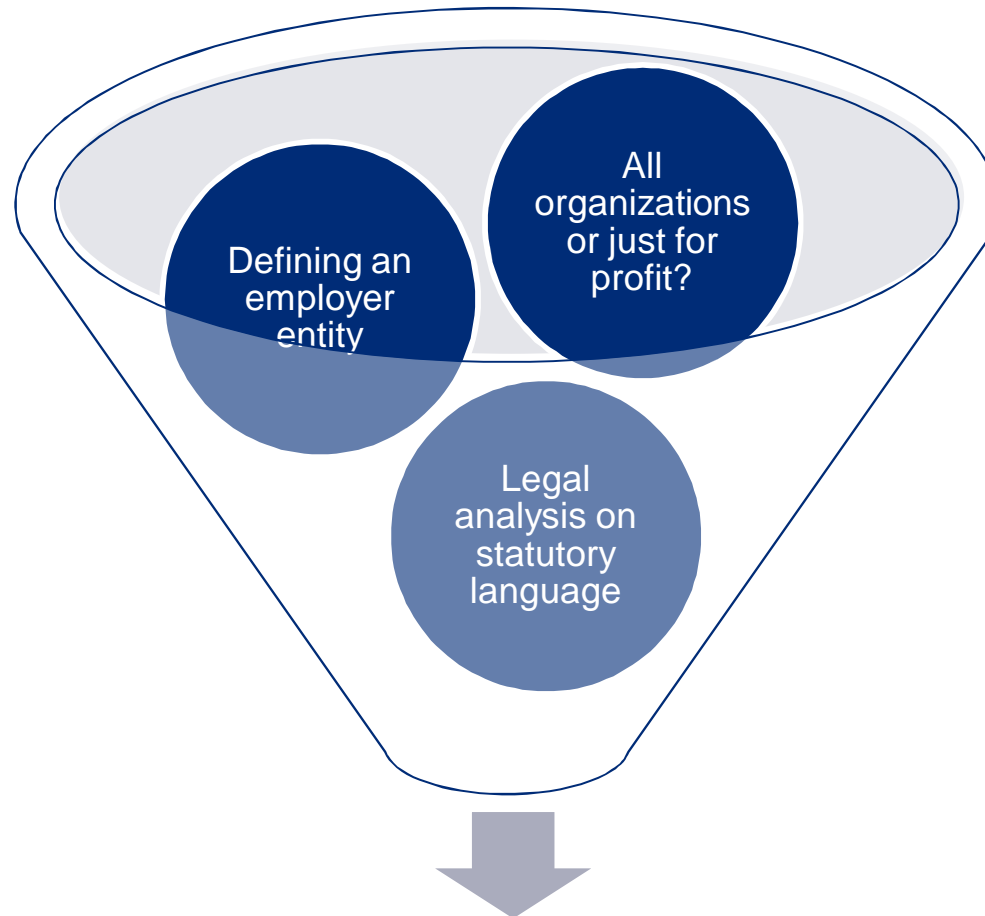 All
organizations
or just for
profit?
Defining an
employer
entity
Legal
analysis on
statutory
language